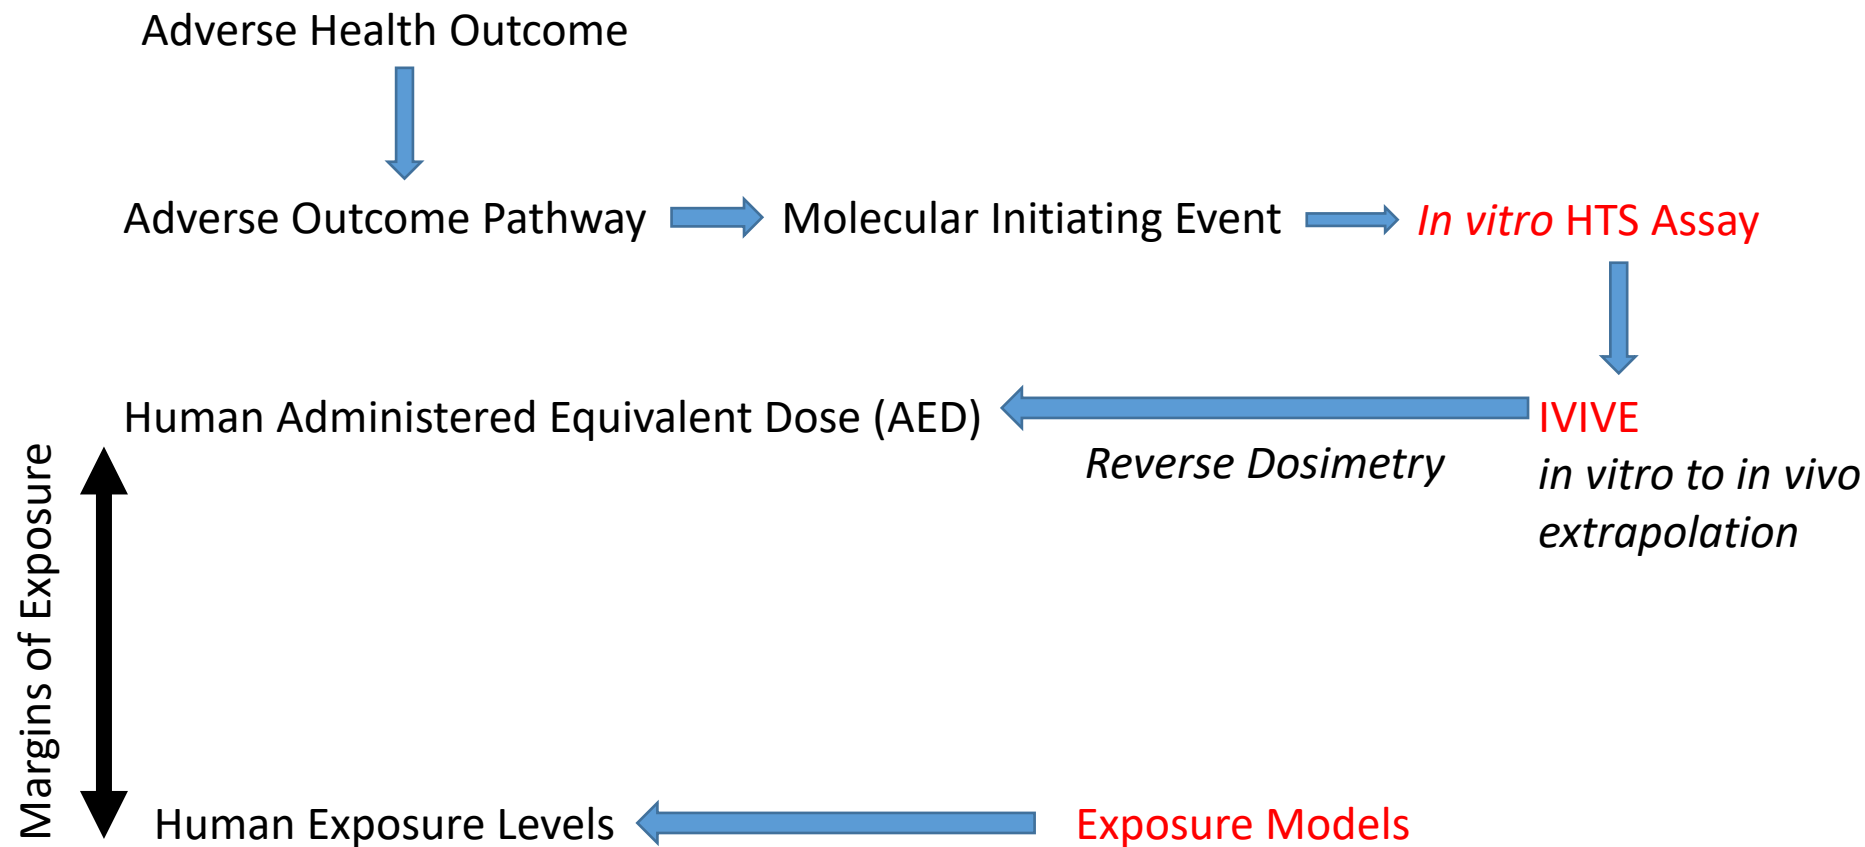 Adverse Health Outcome
Adverse Outcome Pathway
Molecular Initiating Event
In vitro HTS Assay
Human Administered Equivalent Dose (AED)
Reverse Dosimetry
IVIVE
in vitro to in vivo
extrapolation
Margins of Exposure
Human Exposure Levels
Exposure Models